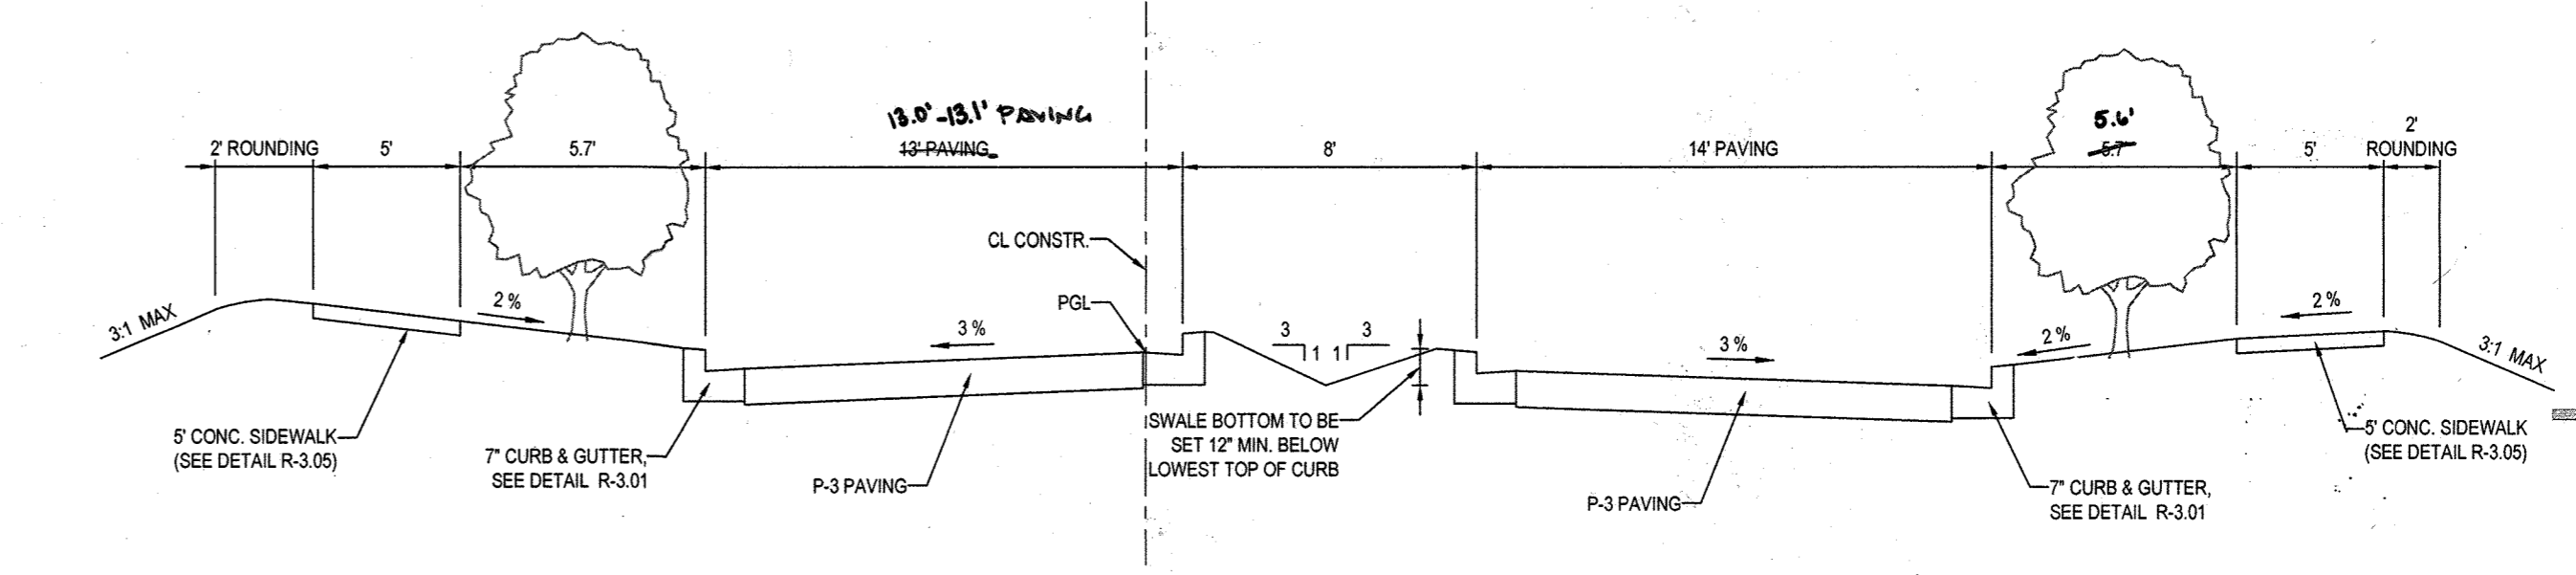 13.0'-13.1' PAVING
2' ROUNDING
5'
5.7'
13' PAVING
8'
14' PAVING
5.6'
5.7'
5'
2'
ROUNDING
CL CONSTR.
PGL
3:1 MAX
2 %
3 %
3
1
1
3
3 %
2 %
2 %
3:1 MAX
5' CONC. SIDEWALK
(SEE DETAIL R-3.05)
7" CURB & GUTTER,
SEE DETAIL R-3.01
P-3 PAVING
SWALE BOTTOM TO BE
SET 12" MIN. BELOW
LOWEST TOP OF CURB
P-3 PAVING
7" CURB & GUTTER,
SEE DETAIL R-3.01
5' CONC. SIDEWALK
(SEE DETAIL R-3.05)